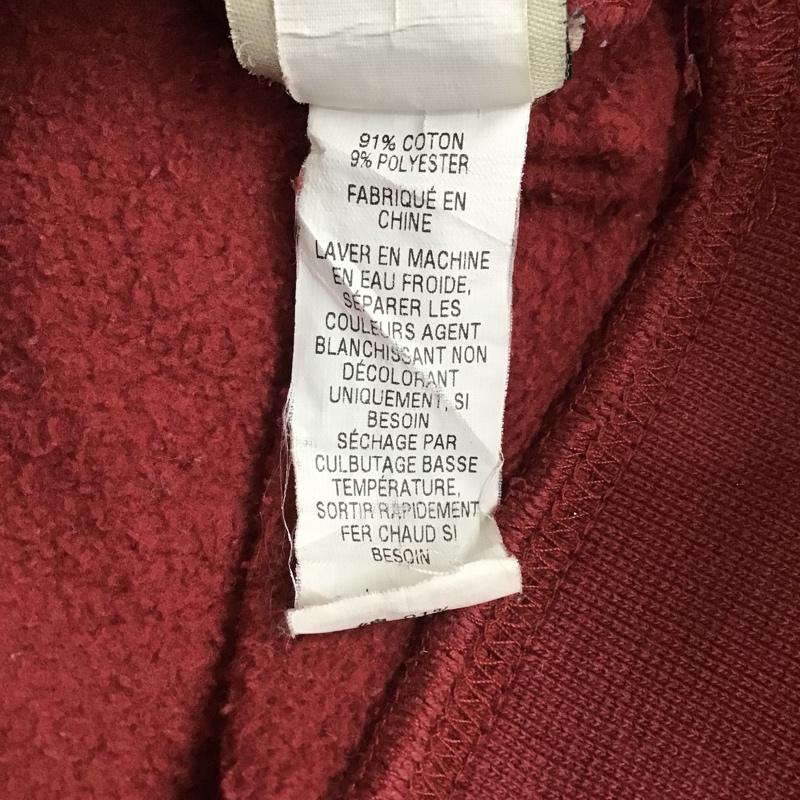 91% COTON
9% POLYESTER
FABRIQUÉ EN
CHINE
LAVER EN MACHINE
EN EAU FROIDE,
SÉPARER LES
COULEURS AGENT
BLANCHISSANT NON
DÉCOLORANT
UNIQUEMENT, SI
BESOIN
SÉCHAGE PAR
CULBUTAGE BASSE
TEMPÉRATURE,
SORTIR RAPIDEMENT
FER CHAUD SI
BESOIN
91%